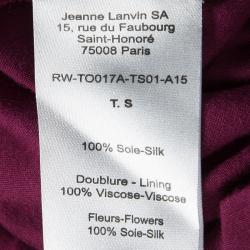 Jeanne Lanvin SA
15, rue du Faubourg
Saint-Honoré
75008 Paris
RW-TO017A-TS01-A15
T. S
100% Soie-Silk
Doublure - Lining
100% Viscose-Viscose
Fleurs-Flowers
100% Soie-Silk